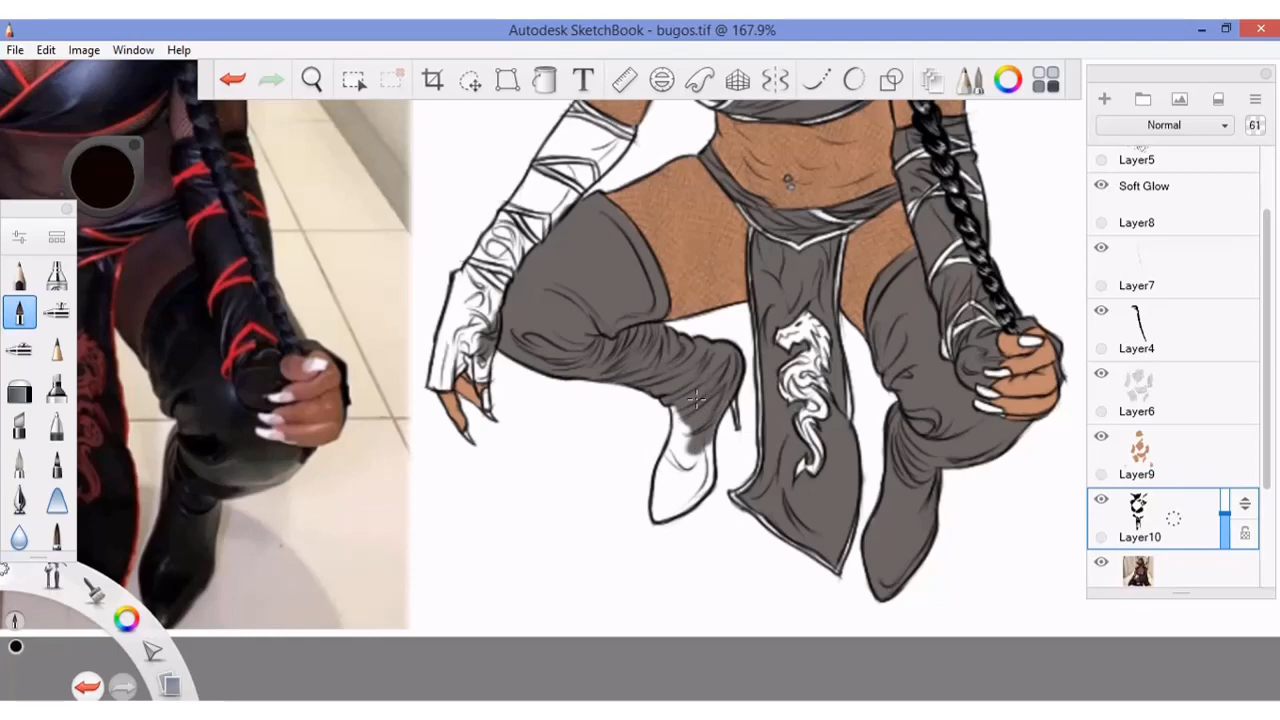 Autodesk SketchBook - bugos.tif @ 167.9%
File Edit Image Window Help
T
Normal 61
Layer5
Soft Glow
Layer8
Layer7
Layer4
Layer6
Layer9
Layer10